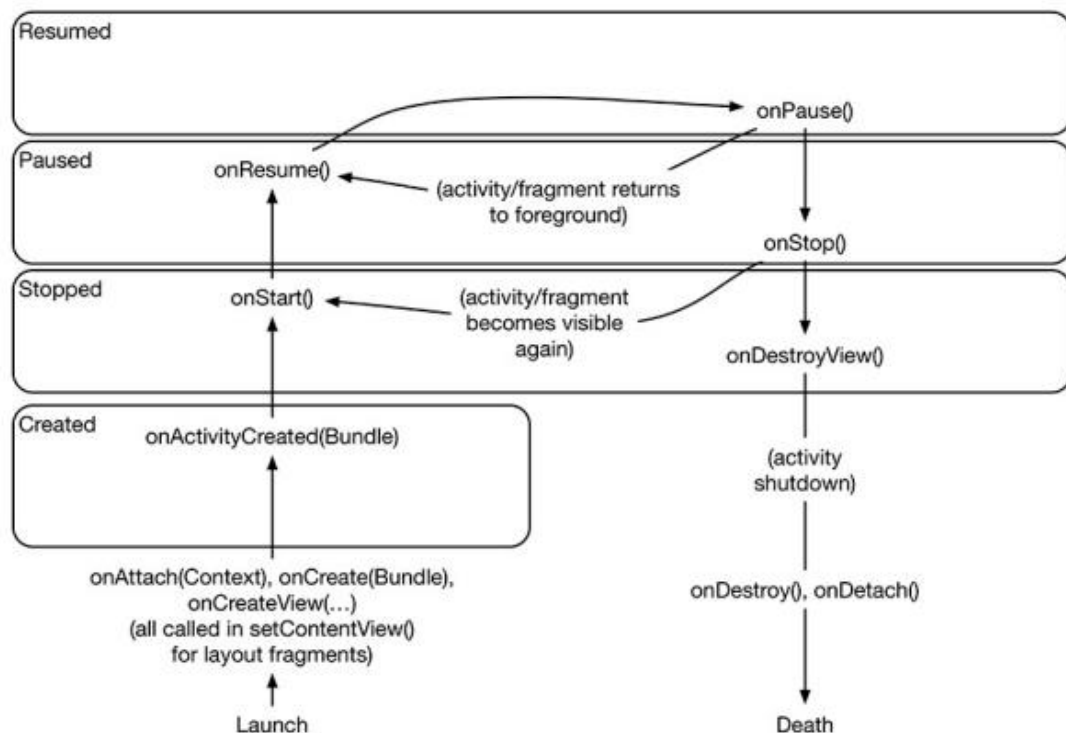 Resumed
onPause()
Paused
onResume()
(activity/fragment returns
to foreground)
onStop()
Stopped
onStart()
(activity/fragment
becomes visible
again)
onDestroyView()
Created
onActivityCreated(Bundle)
(activity
shutdown)
onAttach(Context), onCreate(Bundle),
onCreateView(…)
(all called in setContentView()
for layout fragments)
onDestroy(), onDetach()
Launch
Death